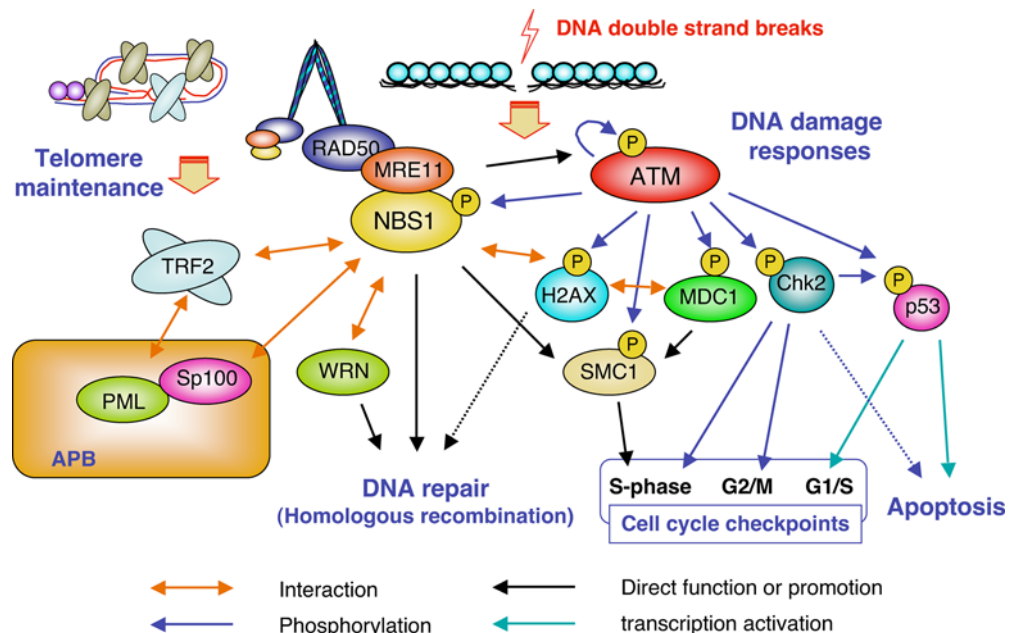 DNA double strand breaks
Telomere
maintenance
RAD50
MRE11
NBS1
P
P
ATM
DNA damage
responses
TRF2
P
H2AX
P
MDC1
P
Chk2
P
p53
PML
Sp100
APB
WRN
P
SMC1
DNA repair
(Homologous recombination)
S-phase G2/M G1/S
Cell cycle checkpoints
Apoptosis
Interaction
Direct function or promotion
Phosphorylation
transcription activation